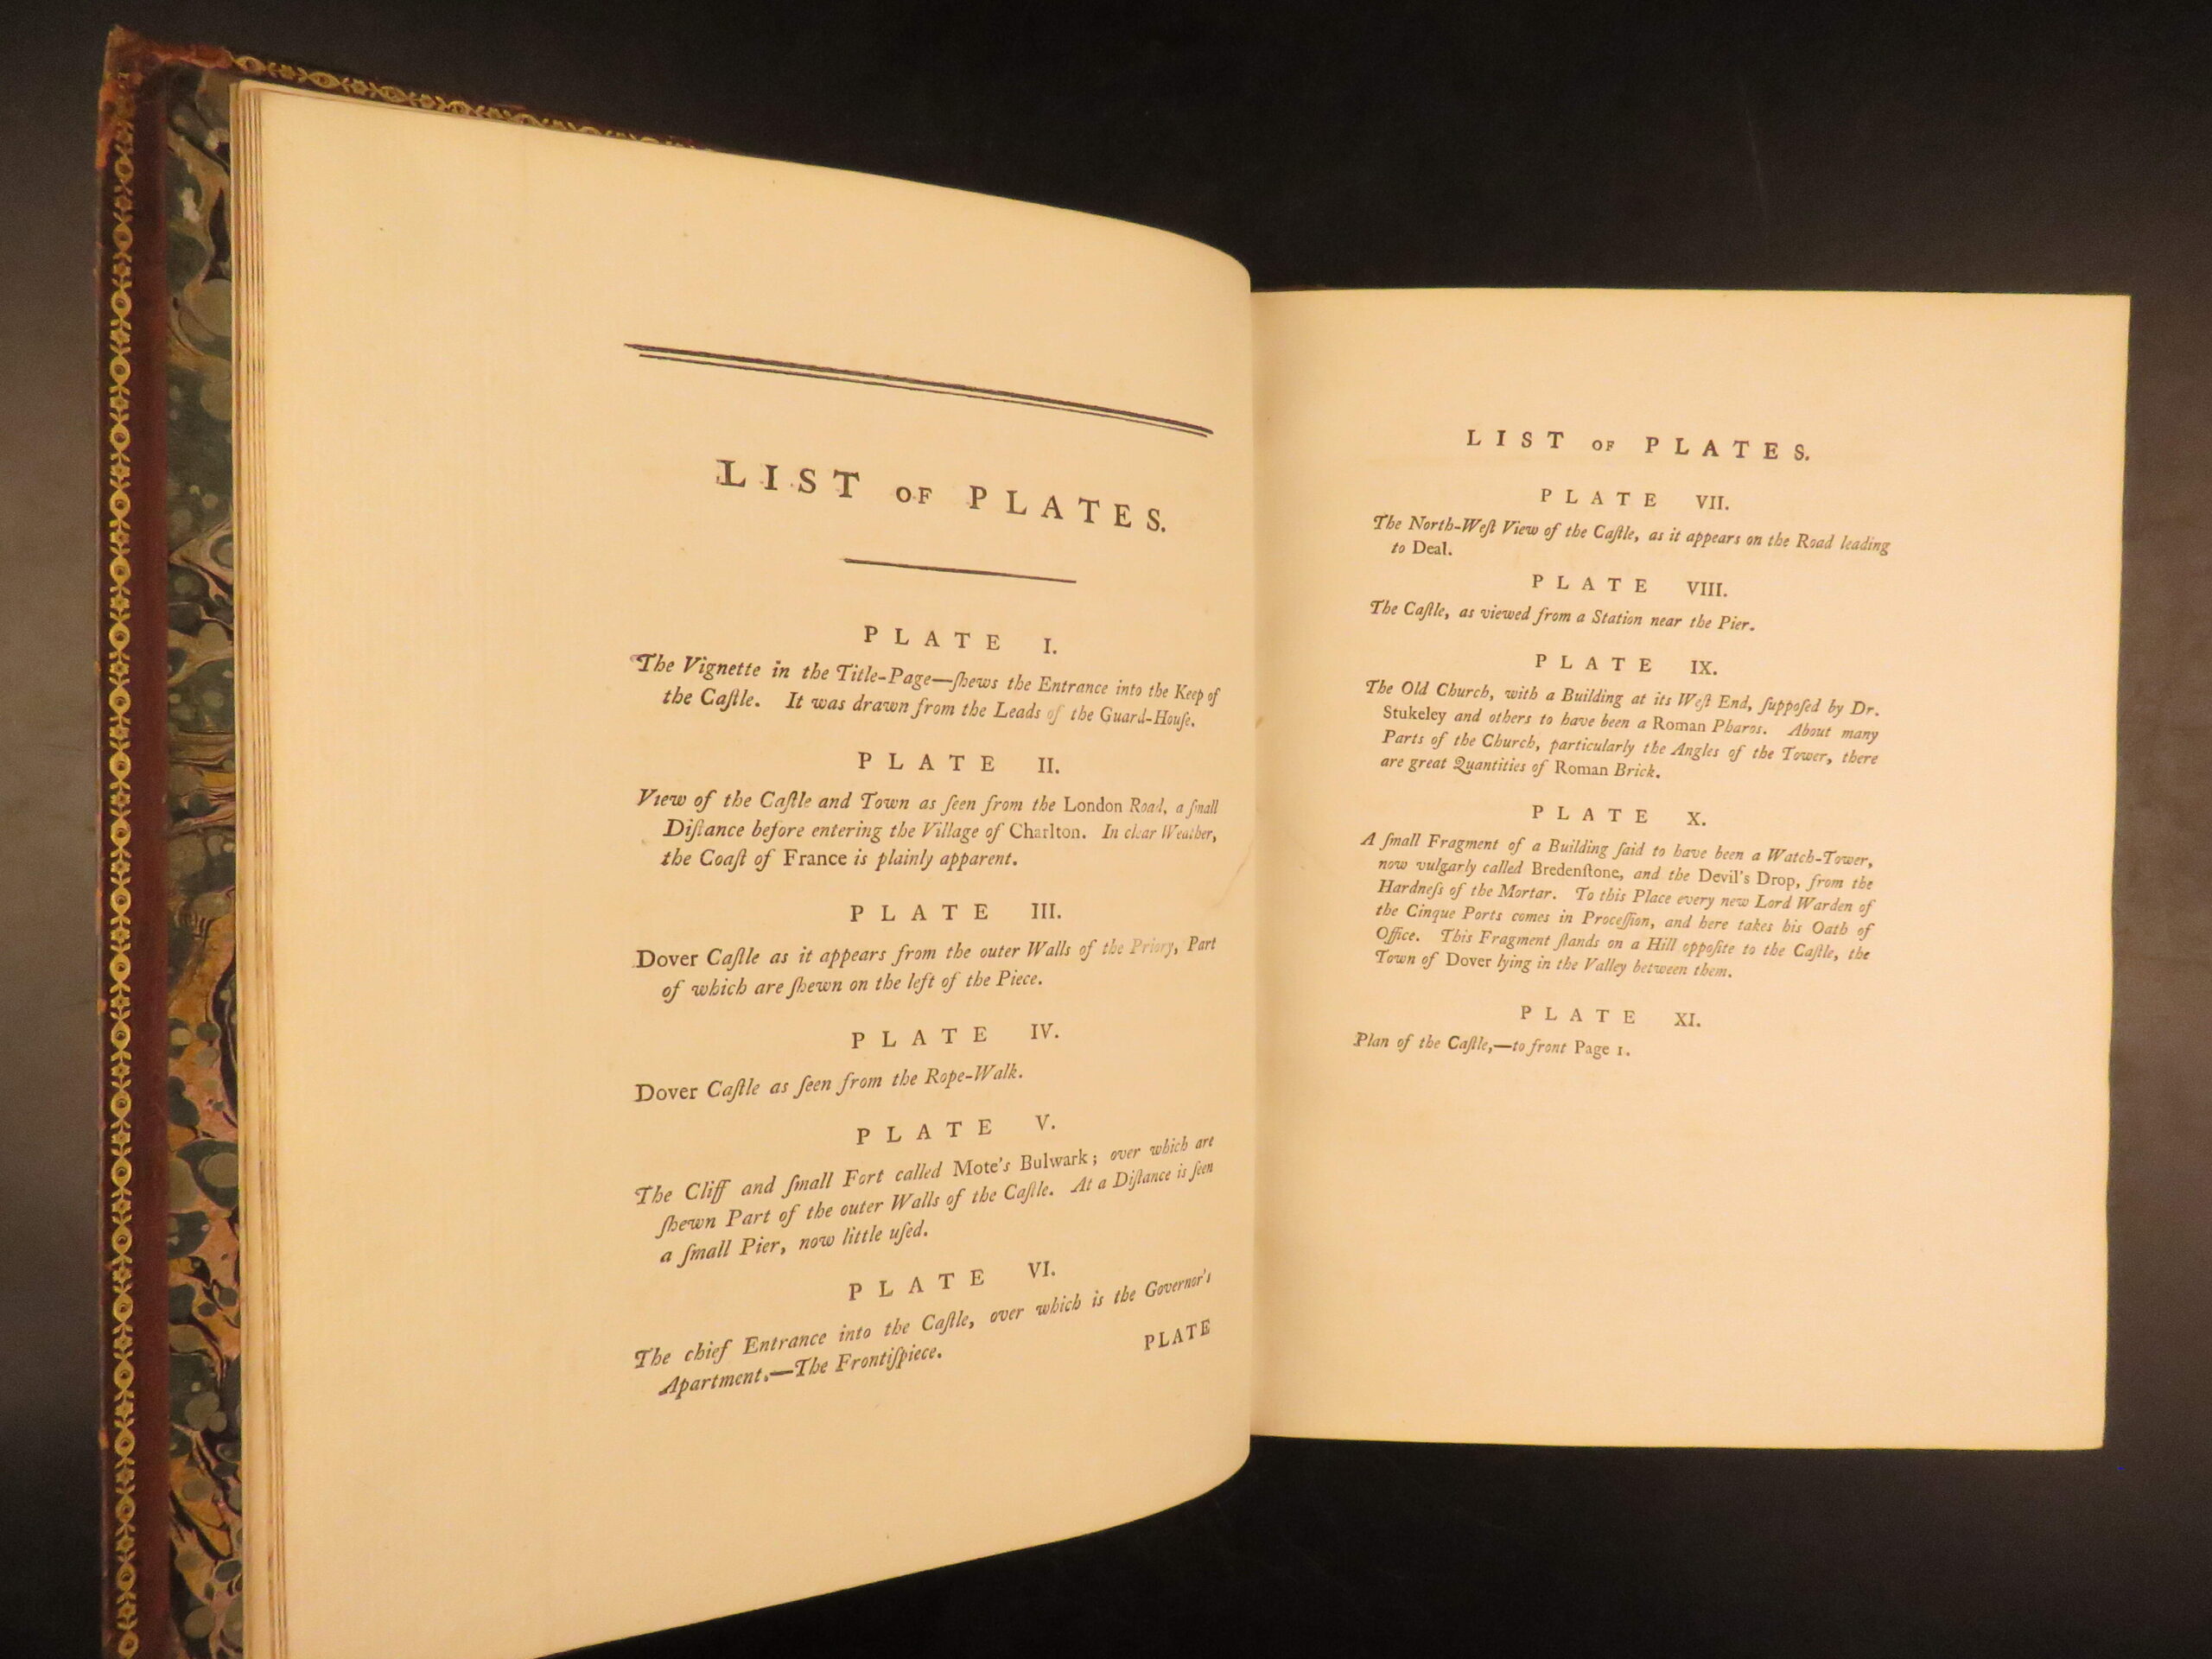 LIST OF PLATES.
PLATE I.
The Vignette in the Title-Page—ſhews the Entrance into the Keep of
the Caſtle. It was drawn from the Leads of the Guard-Houſe.
PLATE II.
View of the Caſtle and Town as ſeen from the London Road, a ſmall
Diſtance before entering the Village of Charlton. In clear Weather,
the Coaſt of France is plainly apparent.
PLATE III.
Dover Caſtle as it appears from the outer Walls of the Priory, Part
of which are ſhewn on the left of the Piece.
PLATE IV.
Dover Caſtle as ſeen from the Rope-Walk.
PLATE V.
The Cliff and ſmall Fort called Mote's Bulwark; over which are
ſhewn Part of the outer Walls of the Caſtle. At a Diſtance is ſeen
a ſmall Pier, now little uſed.
PLATE VI.
The chief Entrance into the Caſtle, over which is the Governor's
Apartment.—The Frontiſpiece.
PLATE
LIST OF PLATES.
PLATE VII.
The North-Weſt View of the Caſtle, as it appears on the Road leading
to Deal.
PLATE VIII.
The Caſtle, as viewed from a Station near the Pier.
PLATE IX.
The Old Church, with a Building at its Weſt End, ſuppoſed by Dr.
Stukeley and others to have been a Roman Pharos. About many
Parts of the Church, particularly the Angles of the Tower, there
are great Quantities of Roman Brick.
PLATE X.
A ſmall Fragment of a Building ſaid to have been a Watch-Tower,
now vulgarly called Bredenſtone, and the Devil's Drop, from the
Hardneſs of the Mortar. To this Place every new Lord Warden of
the Cinque Ports comes in Proceſſion, and here takes his Oath of
Office. This Fragment ſtands on a Hill oppoſite to the Caſtle, the
Town of Dover lying in the Valley between them.
PLATE XI.
Plan of the Caſtle,—to front Page 1.